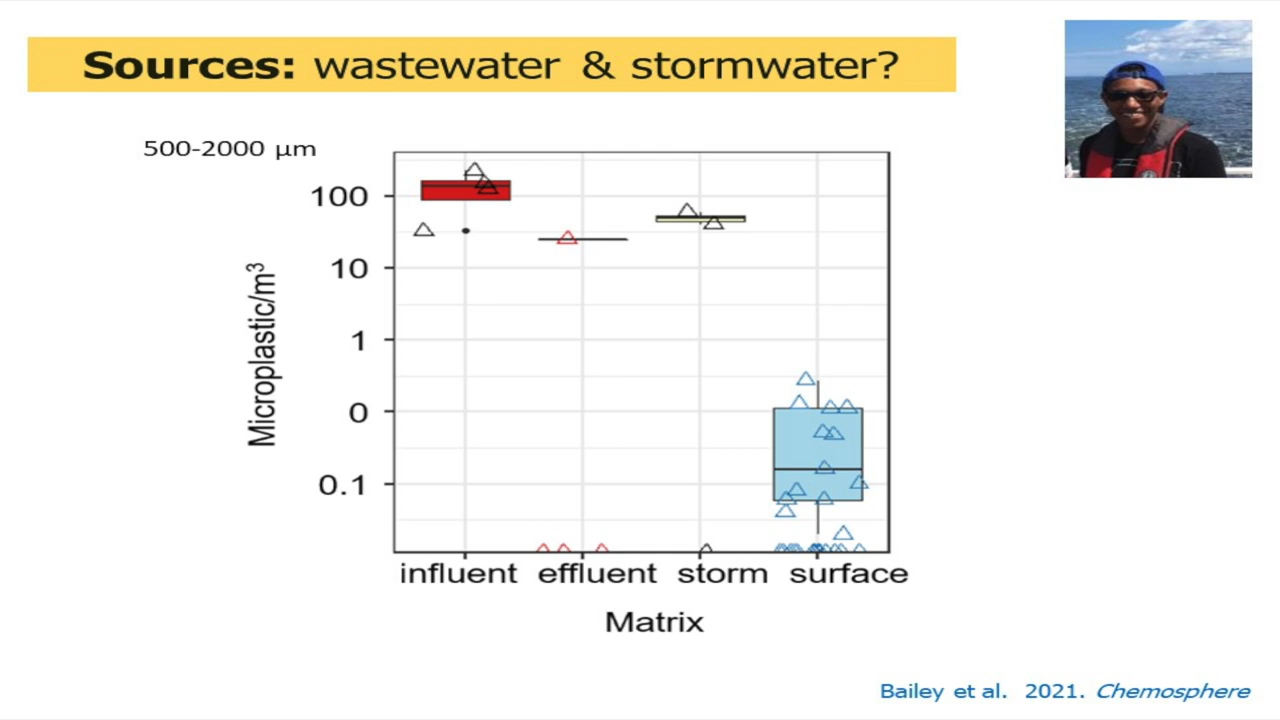 Sources: wastewater & stormwater?
500-2000 µm
Microplastic/m³
100
10
1
0
0.1
influent effluent storm surface
Matrix
Bailey et al. 2021. Chemosphere